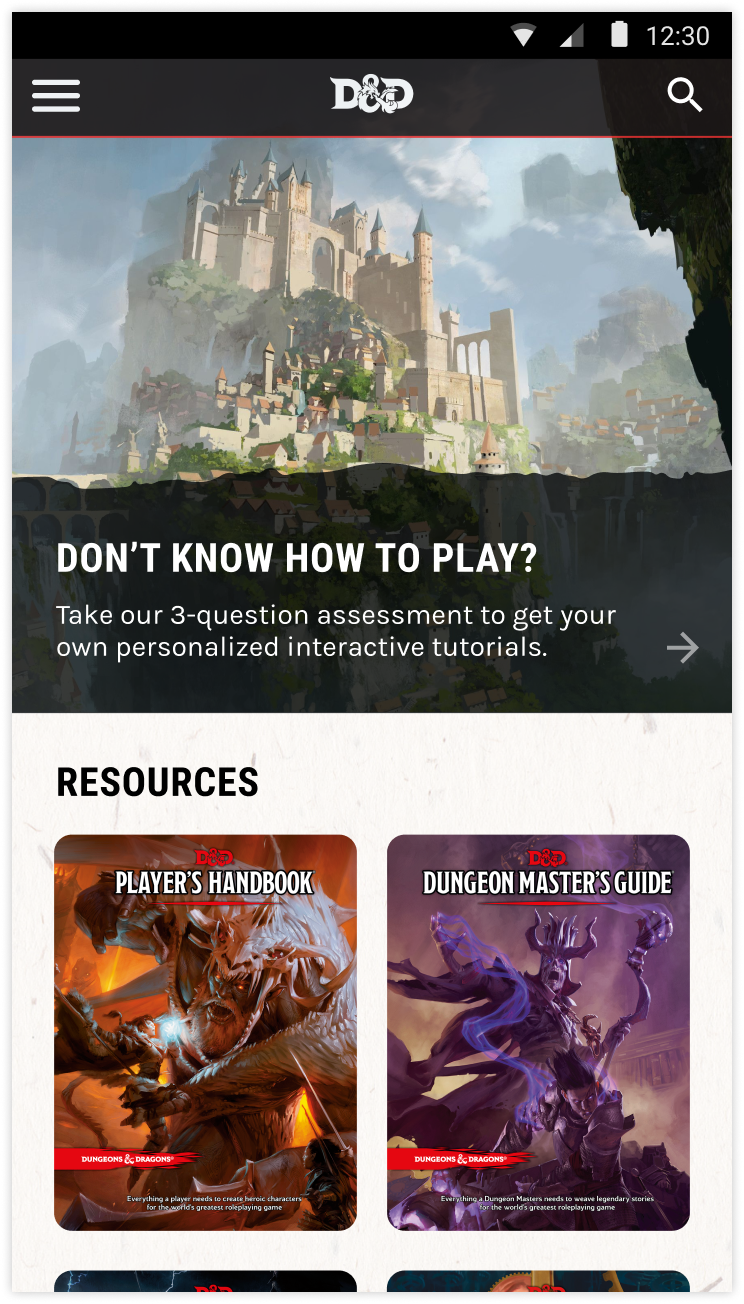 12:30
D&D
DON’T KNOW HOW TO PLAY?
Take our 3-question assessment to get your
own personalized interactive tutorials.
RESOURCES
D&D
PLAYER'S HANDBOOK
DUNGEONS & DRAGONS®
Everything a player needs to create heroic characters
for the world's greatest roleplaying game
D&D
DUNGEON MASTER'S GUIDE
DUNGEONS & DRAGONS®
Everything a Dungeon Masters needs to weave legendary stories
for the world's greatest roleplaying game